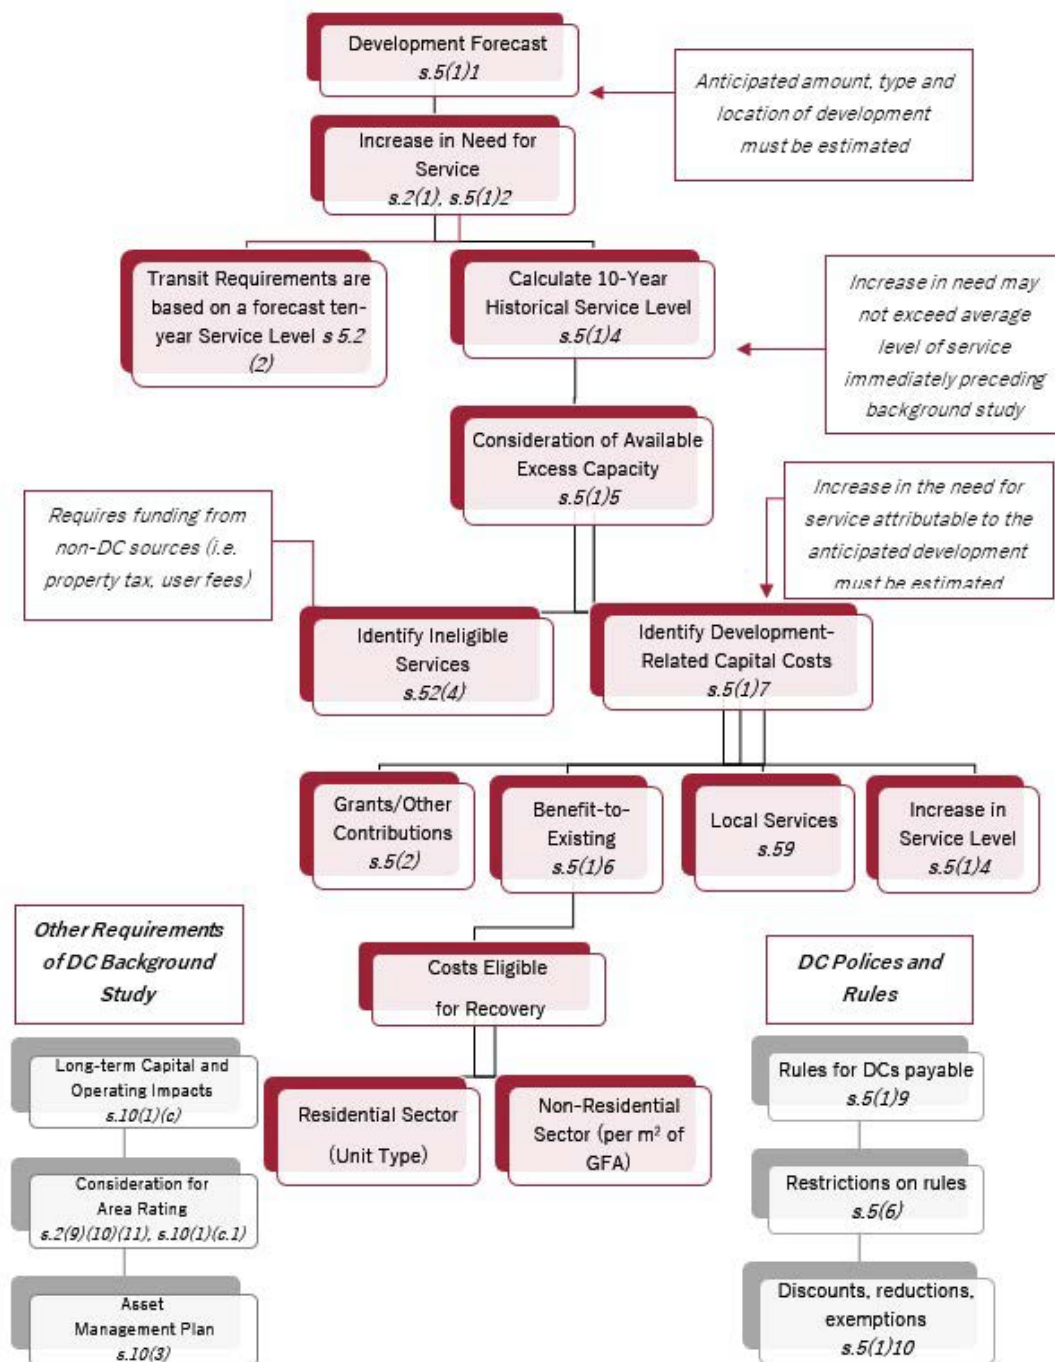 Development Forecast
s.5(1)1
Anticipated amount, type and
location of development
must be estimated
Increase in Need for
Service
s.2(1), s.5(1)2
Transit Requirements are
based on a forecast ten-
year Service Level s 5.2
(2)
Calculate 10-Year
Historical Service Level
s.5(1)4
Increase in need may
not exceed average
level of service
immediately preceding
background study
Consideration of Available
Excess Capacity
s.5(1)5
Requires funding from
non-DC sources (i.e.
property tax, user fees)
Increase in the need for
service attributable to the
anticipated development
must be estimated
Identify Ineligible
Services
s.52(4)
Identify Development-
Related Capital Costs
s.5(1)7
Grants/Other
Contributions
s.5(2)
Benefit-to-
Existing
s.5(1)6
Local Services
s.59
Increase in
Service Level
s.5(1)4
Other Requirements
of DC Background
Study
Costs Eligible
for Recovery
DC Polices and
Rules
Long-term Capital and
Operating Impacts
s.10(1)(c)
Residential Sector
(Unit Type)
Non-Residential
Sector (per m² of
GFA)
Rules for DCs payable
s.5(1)9
Consideration for
Area Rating
s.2(9)(10)(11), s.10(1)(c.1)
Restrictions on rules
s.5(6)
Asset
Management Plan
s.10(3)
Discounts, reductions,
exemptions
s.5(1)10